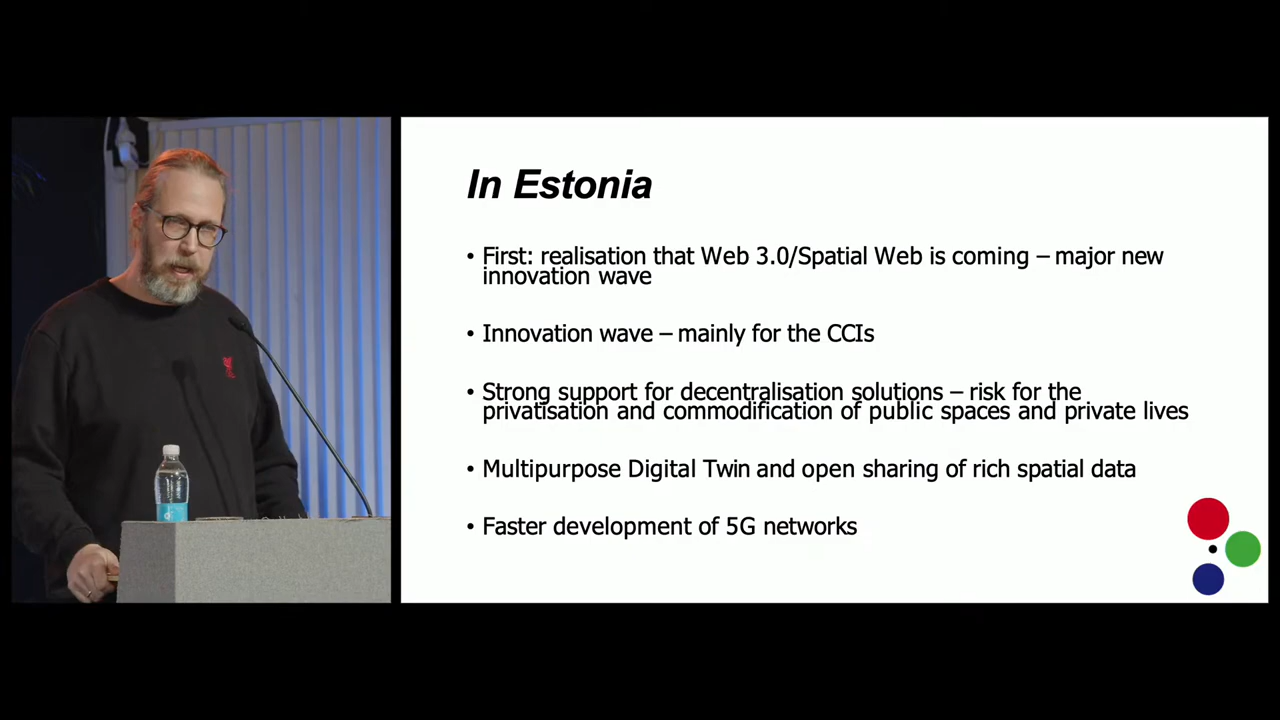 In Estonia
• First: realisation that Web 3.0/Spatial Web is coming – major new
innovation wave
• Innovation wave – mainly for the CCIs
• Strong support for decentralisation solutions – risk for the
privatisation and commodification of public spaces and private lives
• Multipurpose Digital Twin and open sharing of rich spatial data
• Faster development of 5G networks